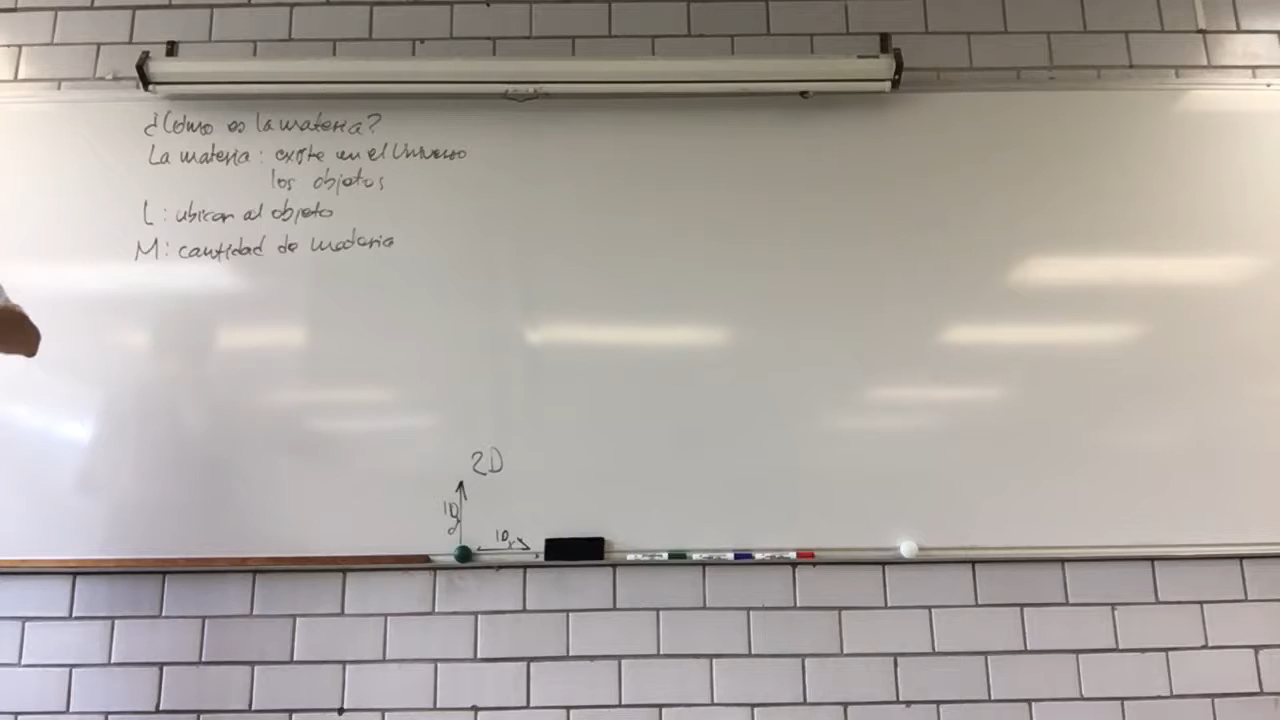 ¿Cómo es la materia?
La materia: existe en el Universo
los objetos
L: ubicar al objeto
M: cantidad de materia
2D
1D y
1D x